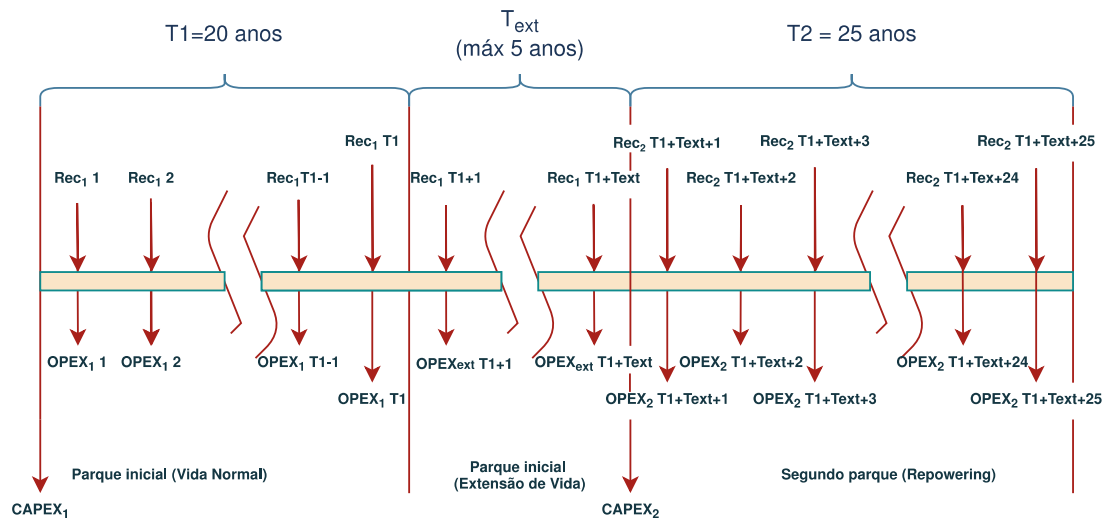 T1=20 anos
T_ext
(máx 5 anos)
T2 = 25 anos
Rec₁ T1
Rec₂ T1+Text+1
Rec₂ T1+Text+3
Rec₂ T1+Text+25
Rec₁ 1
Rec₁ 2
Rec₁T1-1
Rec₁ T1+1
Rec₁ T1+Text
Rec₂ T1+Text+2
Rec₂ T1+Tex+24
OPEX₁ 1
OPEX₁ 2
OPEX₁ T1-1
OPEXext T1+1
OPEXext T1+Text
OPEX₂ T1+Text+2
OPEX₂ T1+Text+24
OPEX₁ T1
OPEX₂ T1+Text+1
OPEX₂ T1+Text+3
OPEX₂ T1+Text+25
Parque inicial (Vida Normal)
Parque inicial
(Extensão de Vida)
Segundo parque (Repowering)
CAPEX₁
CAPEX₂